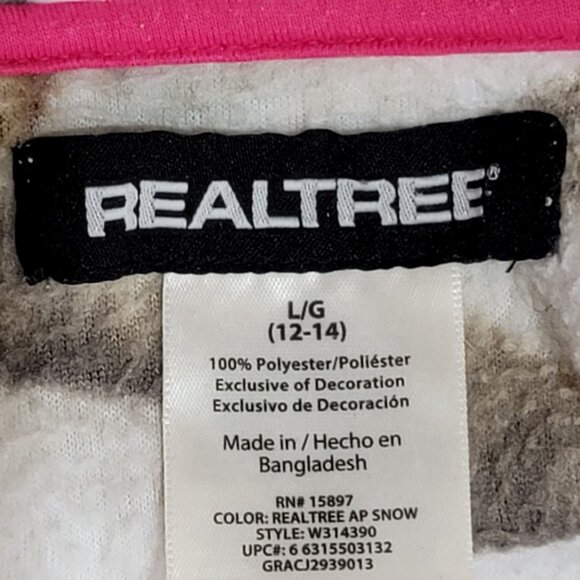 REALTREE®
L/G
(12-14)
100% Polyester/Poliéster
Exclusive of Decoration
Exclusivo de Decoración
Made in / Hecho en
Bangladesh
RN# 15897
COLOR: REALTREE AP SNOW
STYLE: W314390
UPC#: 6 6315503132
GRACJ2939013